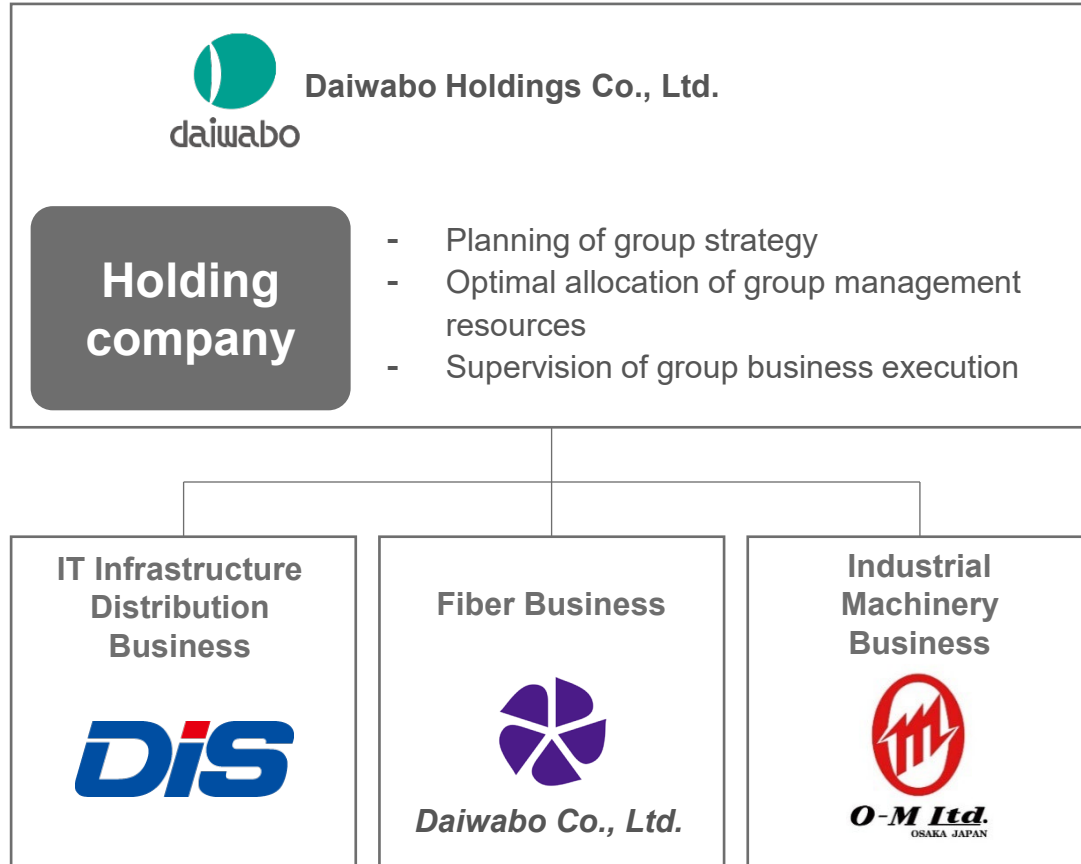 daiwabo
Daiwabo Holdings Co., Ltd.
Holding
company
- Planning of group strategy
- Optimal allocation of group management
resources
- Supervision of group business execution
IT Infrastructure
Distribution
Business
DiS
Fiber Business
Daiwabo Co., Ltd.
Industrial
Machinery
Business
O-M Ltd.
OSAKA JAPAN